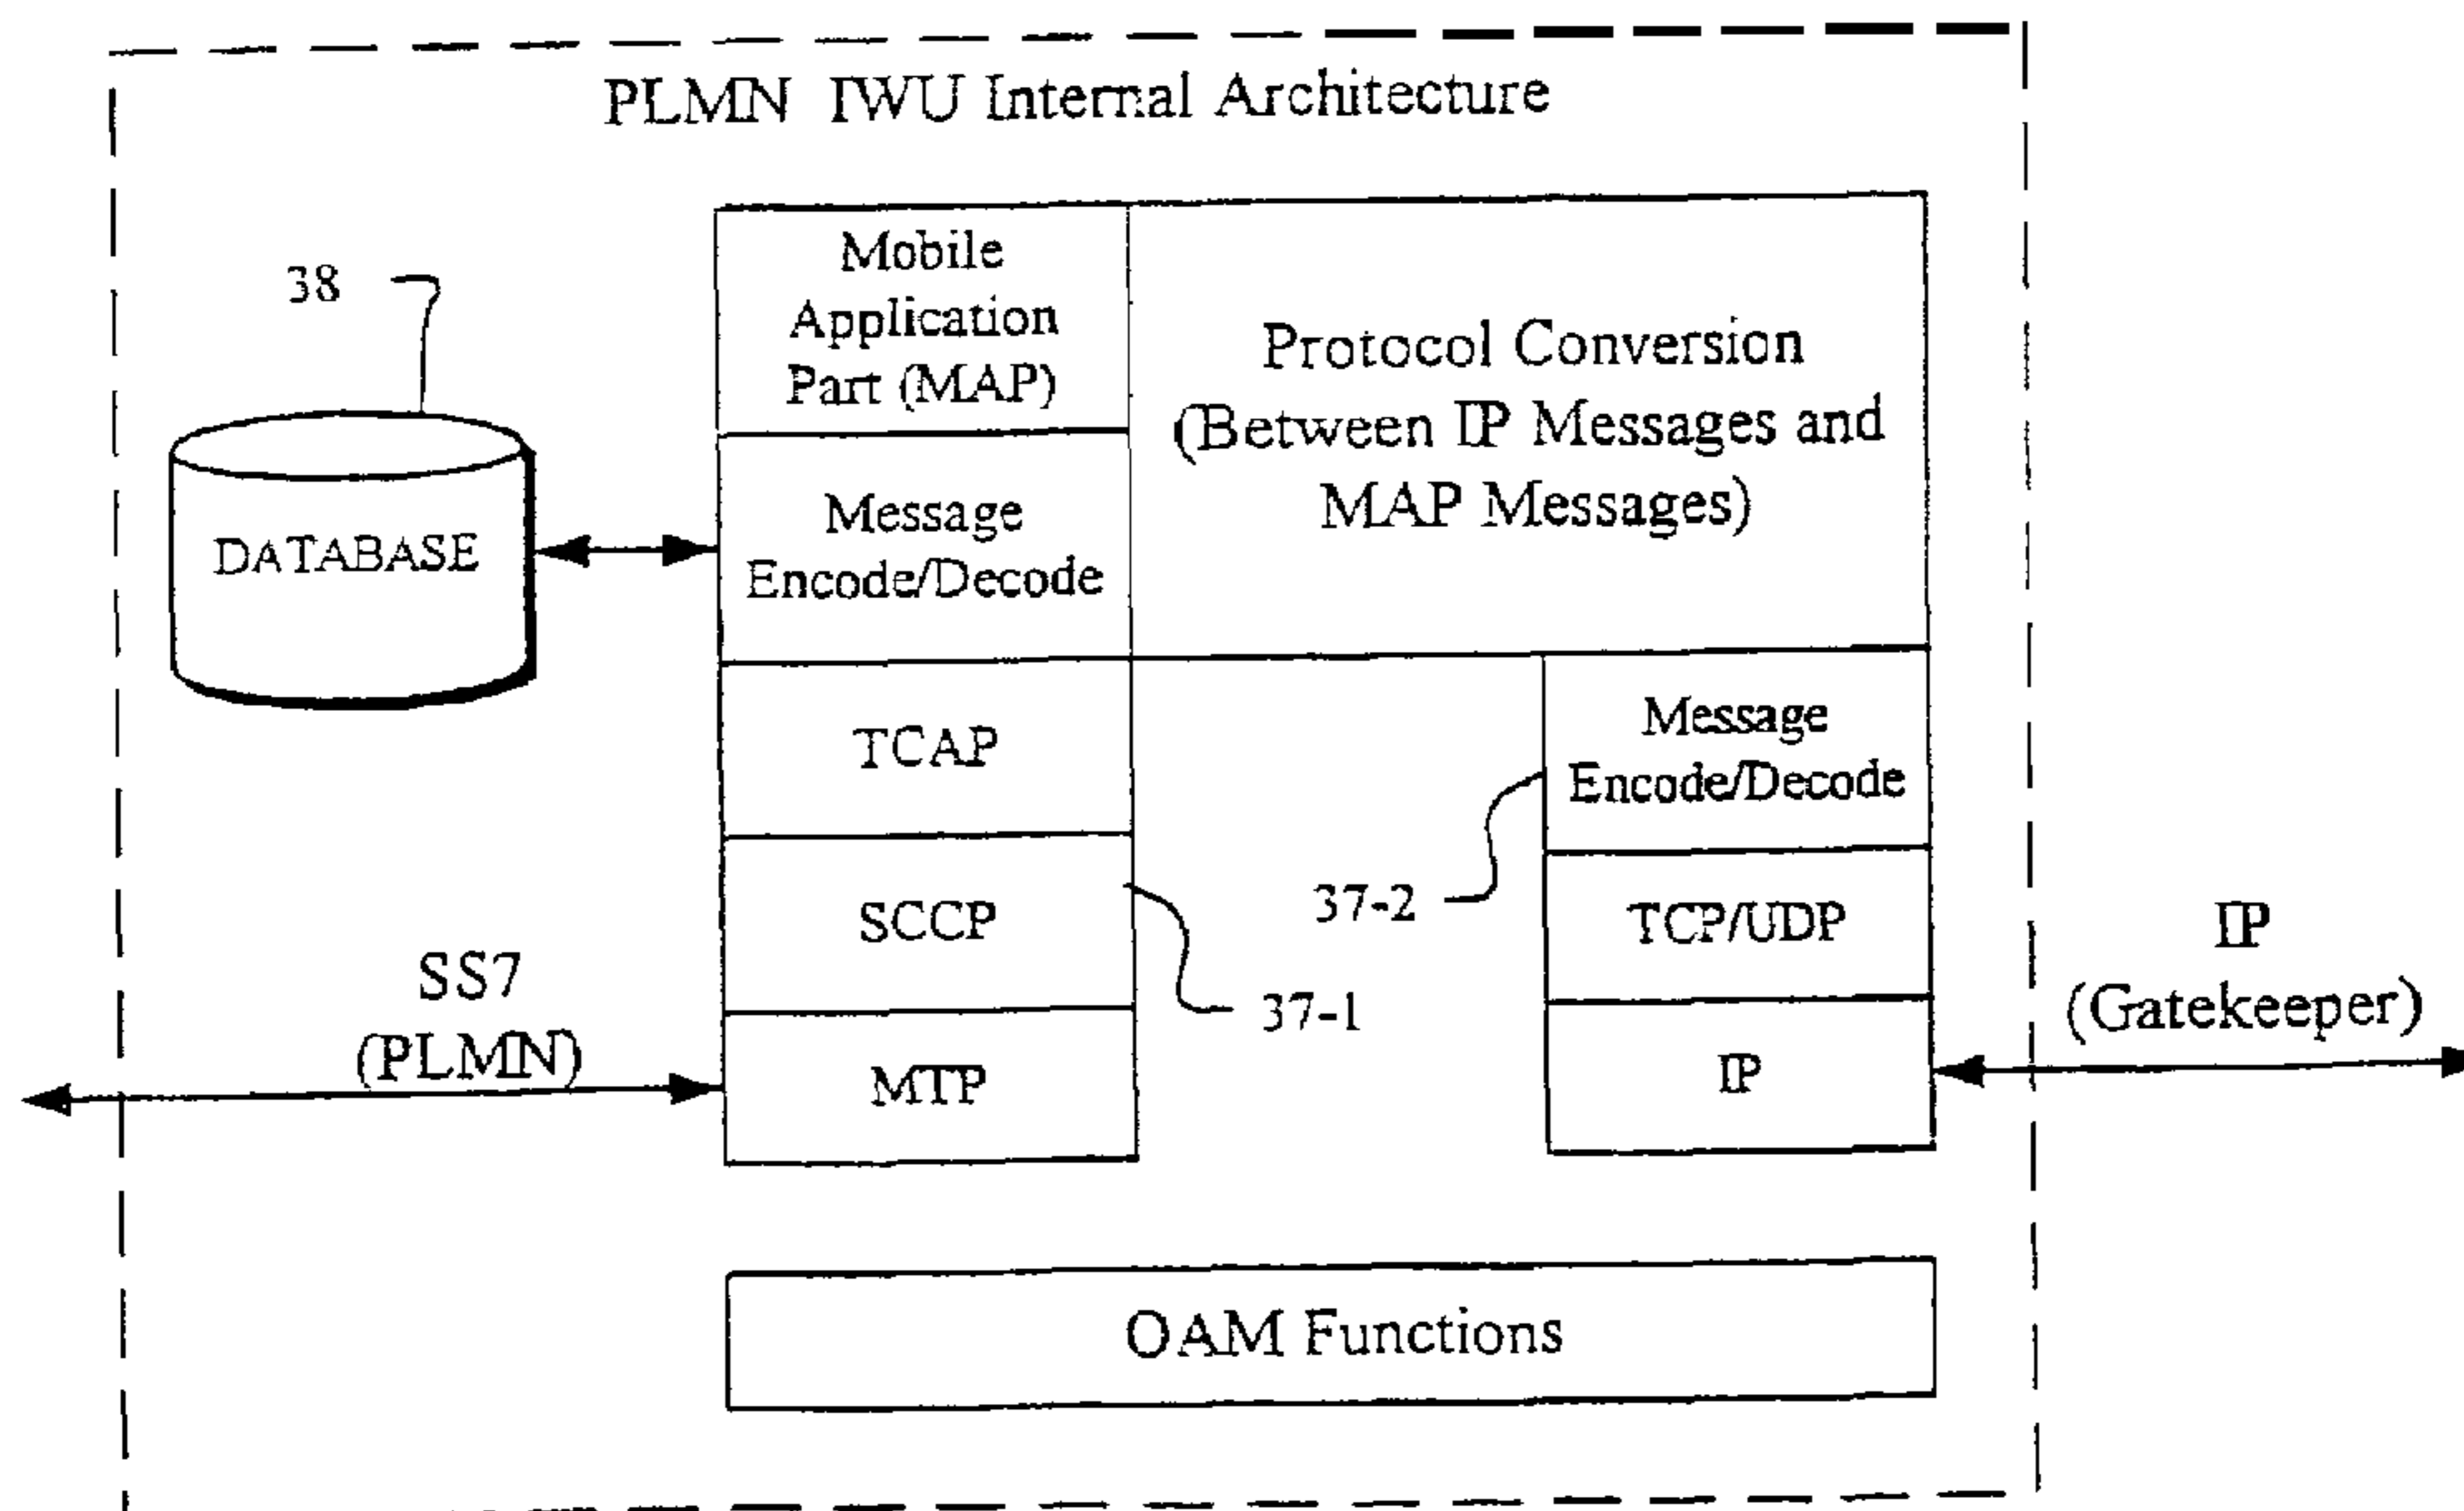 PLMN IWU Internal Architecture
38
DATABASE
Mobile
Application
Part (MAP)
Message
Encode/Decode
TCAP
SCCP
MTP
Protocol Conversion
(Between IP Messages and
MAP Messages)
Message
Encode/Decode
TCP/UDP
IP
37-2
37-1
SS7
(PLMN)
IP
(Gatekeeper)
OAM Functions